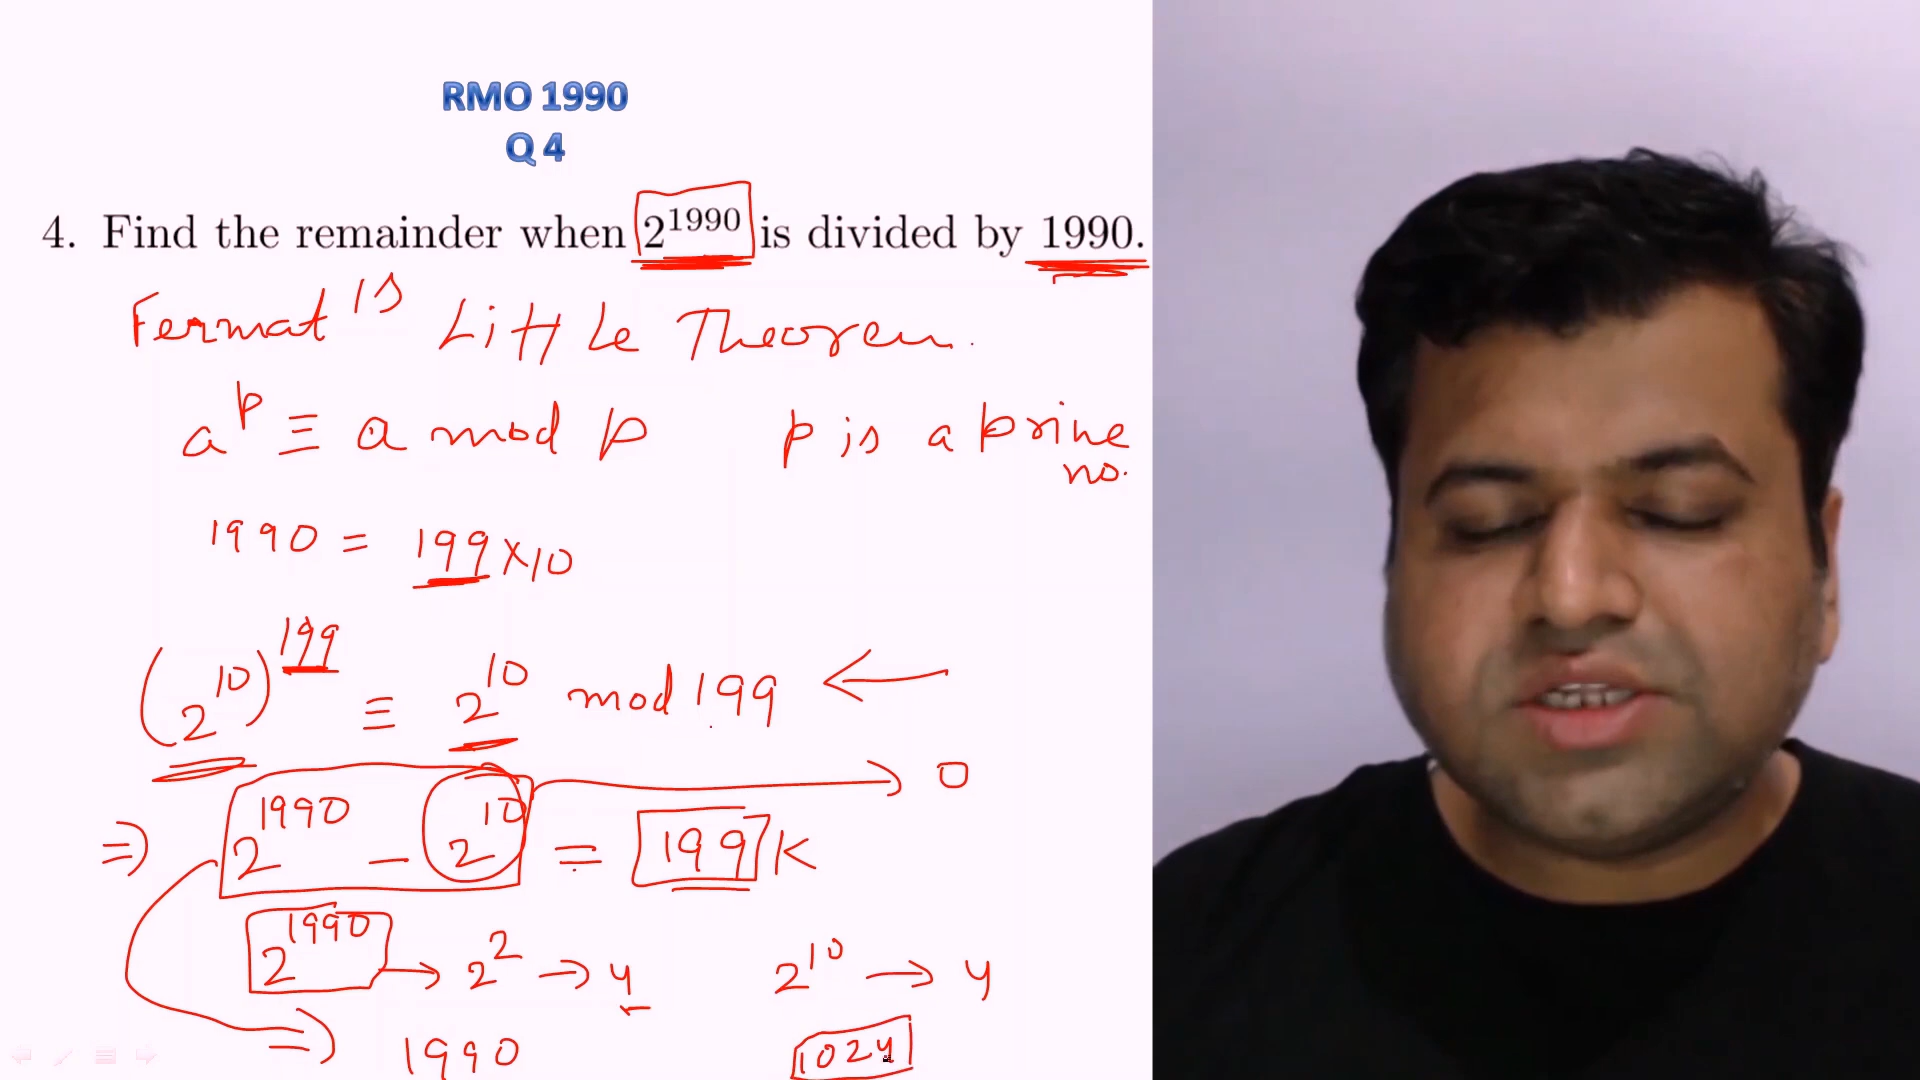 RMO 1990
Q 4
4. Find the remainder when 2^1990 is divided by 1990.
Fermat's Little Theorem.
a^p ≡ a mod p p is a prime no.
1990 = 199 × 10
(2^10)^199 ≡ 2^10 mod 199 ←
⇒ 2^1990 − 2^10 = 199 K → 0
2^1990 → 2^2 → 4 2^10 → 4
⇒ 1990 1024